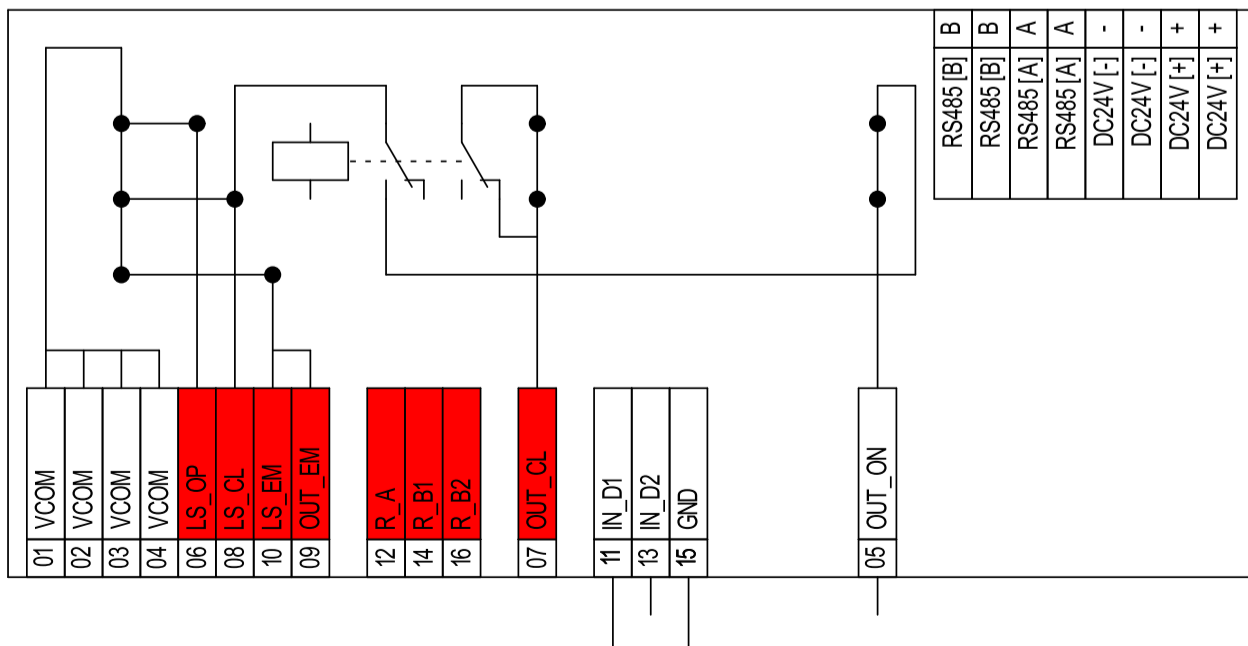 B
B
A
A
-
-
+
+
RS485 [B]
RS485 [B]
RS485 [A]
RS485 [A]
DC24V [-]
DC24V [-]
DC24V [+]
DC24V [+]
VCOM
VCOM
VCOM
VCOM
LS_OP
LS_CL
LS_EM
OUT_EM
R_A
R_B1
R_B2
OUT_CL
IN_D1
IN_D2
GND
OUT_ON
01
02
03
04
06
08
10
09
12
14
16
07
11
13
15
05